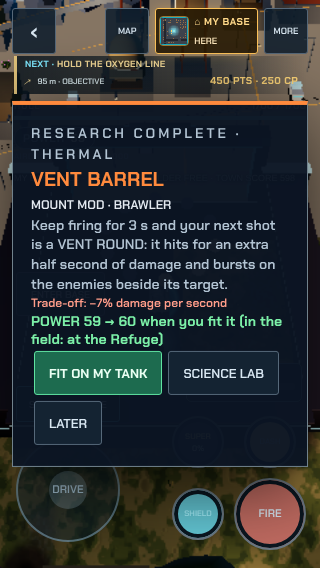 ‹
MAP
⌂ MY BASE
HERE
MORE
NEXT · HOLD THE OXYGEN LINE
↗ 95 m · OBJECTIVE
450 PTS · 250 CP
RESEARCH COMPLETE ·
THERMAL
VENT BARREL
MOUNT MOD · BRAWLER
Keep firing for 3 s and your next shot
is a VENT ROUND: it hits for an extra
half second of damage and bursts on
the enemies beside its target.
Trade-off: −7% damage per second
POWER 59 → 60 when you fit it (in the
field: at the Refuge)
FIT ON MY TANK
SCIENCE LAB
LATER
DRIVE
SHIELD
FIRE